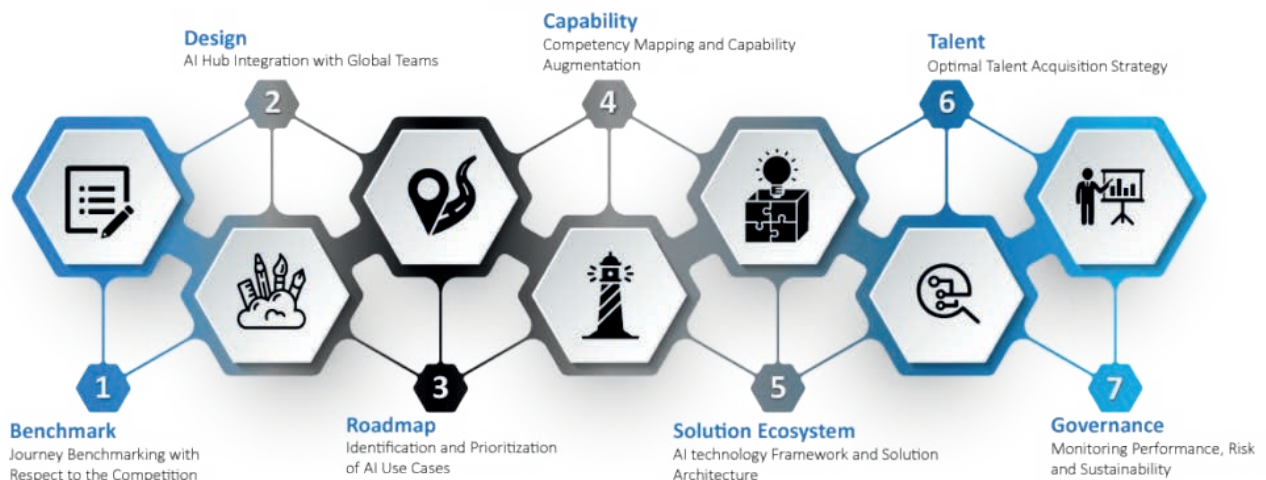 1
Benchmark
Journey Benchmarking with
Respect to the Competition
Design
AI Hub Integration with Global Teams
2
3
Roadmap
Identification and Prioritization
of AI Use Cases
Capability
Competency Mapping and Capability
Augmentation
4
5
Solution Ecosystem
AI technology Framework and Solution
Architecture
Talent
Optimal Talent Acquisition Strategy
6
7
Governance
Monitoring Performance, Risk
and Sustainability